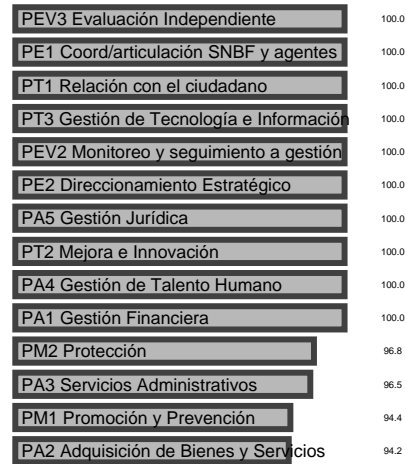 PEV3 Evaluación Independiente 100.0
PE1 Coord/articulación SNBF y agentes 100.0
PT1 Relación con el ciudadano 100.0
PT3 Gestión de Tecnología e Información 100.0
PEV2 Monitoreo y seguimiento a gestión 100.0
PE2 Direccionamiento Estratégico 100.0
PA5 Gestión Jurídica 100.0
PT2 Mejora e Innovación 100.0
PA4 Gestión de Talento Humano 100.0
PA1 Gestión Financiera 100.0
PM2 Protección 96.8
PA3 Servicios Administrativos 96.5
PM1 Promoción y Prevención 94.4
PA2 Adquisición de Bienes y Servicios 94.2